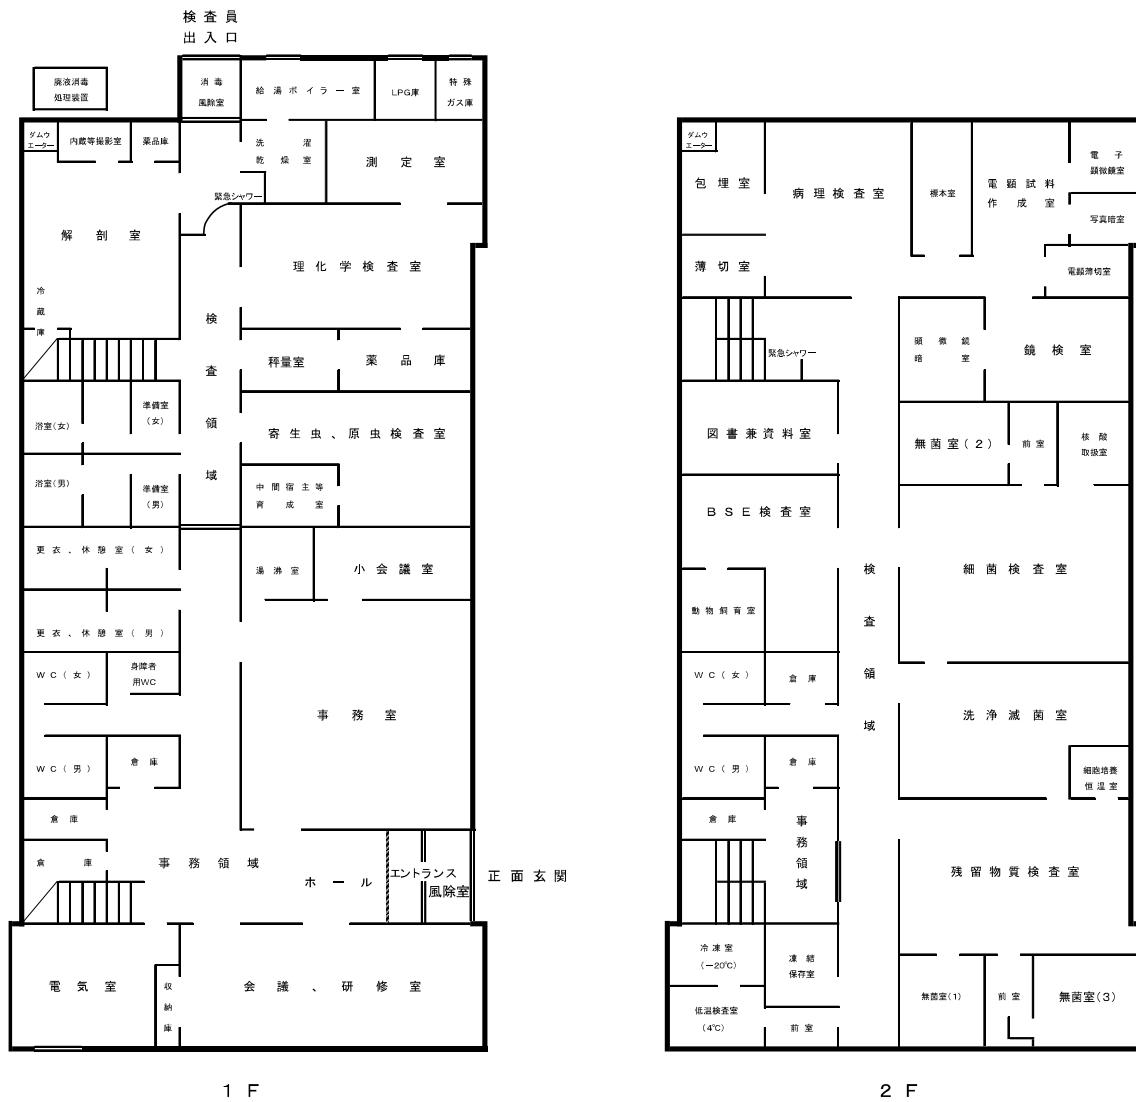 検査員
出入口
廃液消毒
処理装置
消毒
風除室
給湯ボイラー室
LPG庫
特殊
ガス庫
ダムウ
エーター
内蔵等撮影室
薬品庫
洗濯
乾燥室
測定室
緊急シャワー
解剖室
理化学検査室
冷蔵庫
検査領域
秤量室
薬品庫
浴室(女)
準備室
(女)
寄生虫、原虫検査室
浴室(男)
準備室
(男)
中間宿主等
育成室
更衣、休憩室(女)
湯沸室
小会議室
更衣、休憩室(男)
WC(女)
身障者
用WC
事務室
WC(男)
倉庫
倉庫
倉庫
事務領域
ホール
エントランス
風除室
正面玄関
電気室
収納庫
会議、研修室
1F
ダムウ
エーター
包埋室
病理検査室
標本室
電顕試料
作成室
電子
顕微鏡室
写真暗室
薄切室
電顕薄切室
緊急シャワー
顕微鏡
暗室
鏡検室
図書兼資料室
無菌室(2)
前室
核酸
取扱室
BSE検査室
検査領域
細菌検査室
動物飼育室
WC(女)
倉庫
洗浄滅菌室
WC(男)
倉庫
細胞培養
恒温室
倉庫
事務領域
残留物質検査室
冷凍室
(－20℃)
凍結
保存室
低温検査室
(4℃)
前室
無菌室(1)
前室
無菌室(3)
2F